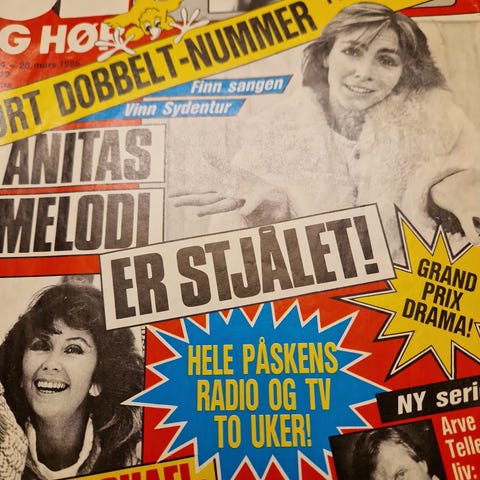 G HØR
ORT DOBBELT-NUMMER
Finn sangen
Vinn Sydentur
ANITAS
MELODI
ER STJÅLET!
GRAND
PRIX
DRAMA!
HELE PÅSKENS
RADIO OG TV
TO UKER!
NY seri
Arve
Telle
liv: